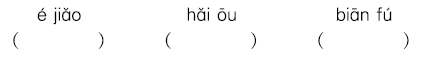 é jiǎo hǎi ōu biān fú
( ) ( ) ( )